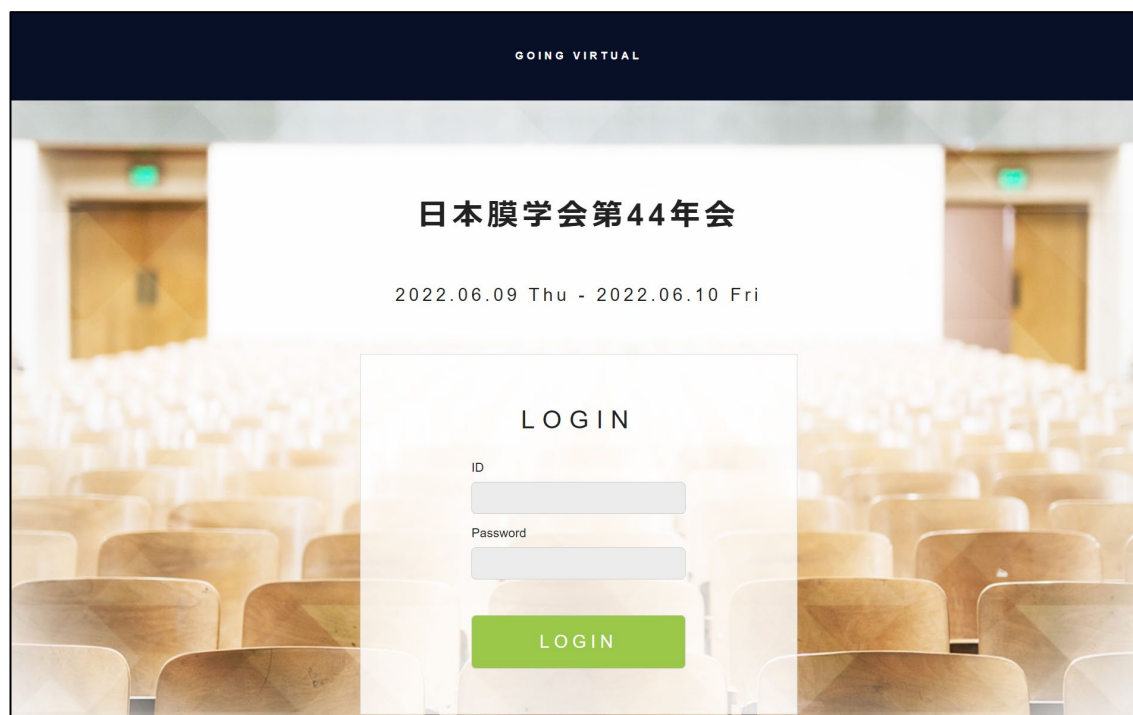 GOING VIRTUAL
日本膜学会第44年会
2022.06.09 Thu - 2022.06.10 Fri
LOGIN
ID
Password
LOGIN